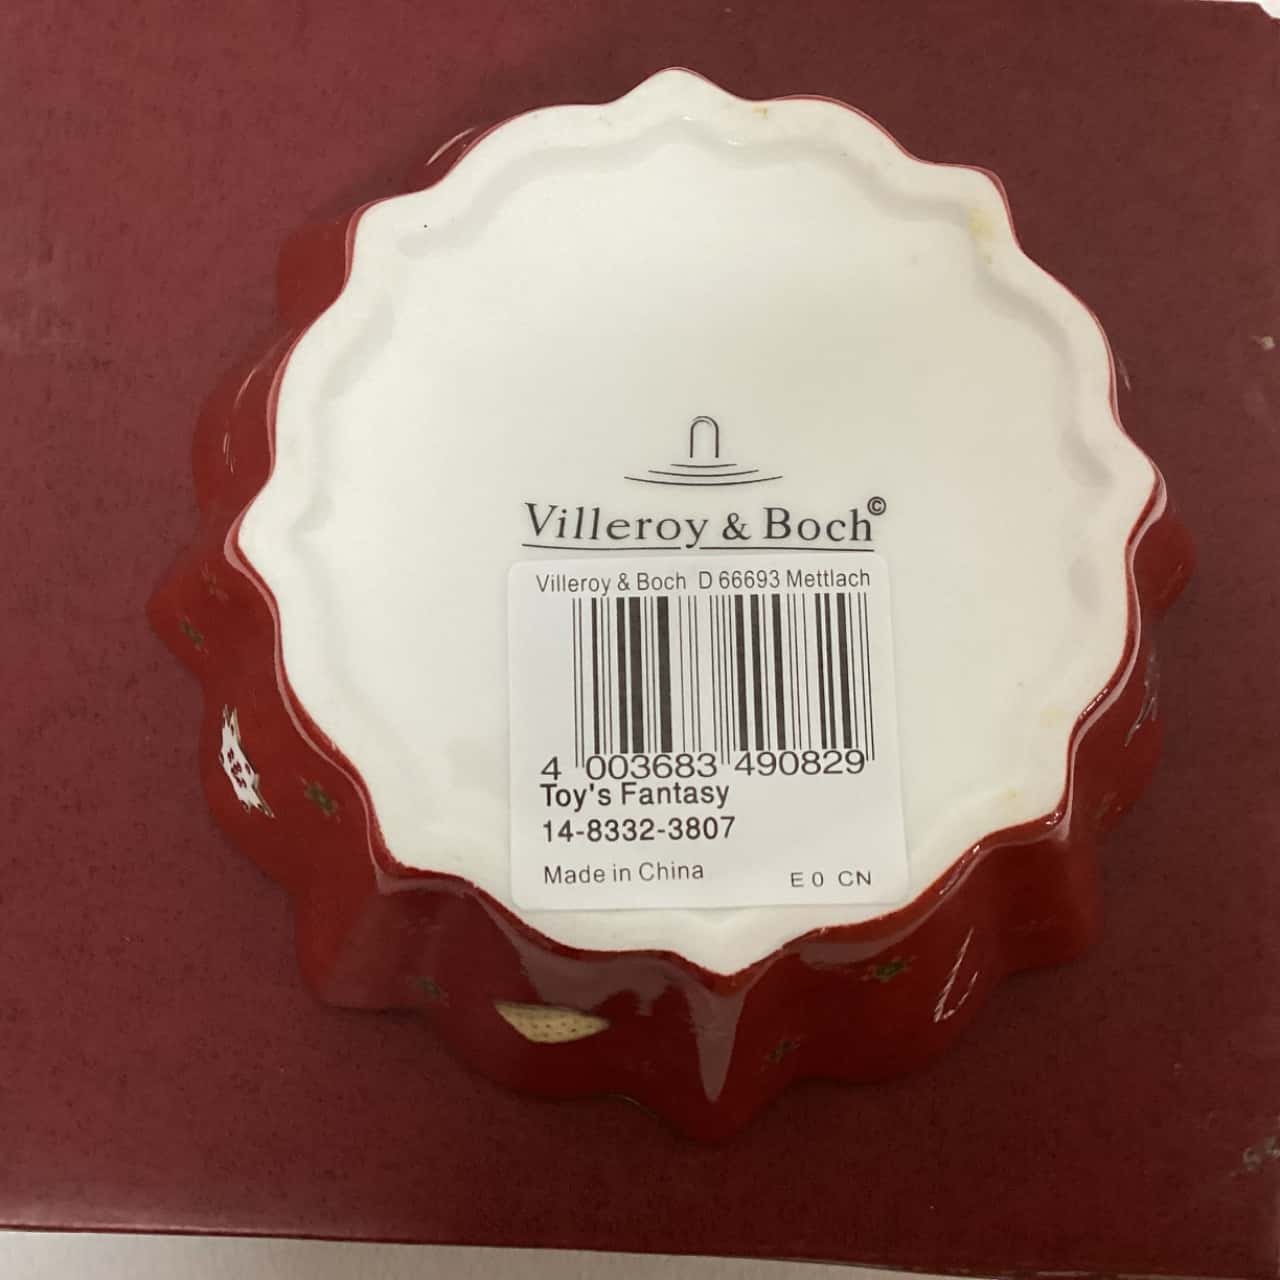 Villeroy & Boch©
Villeroy & Boch D 66693 Mettlach
4 003683 490829
Toy's Fantasy
14-8332-3807
Made in China
E 0 CN